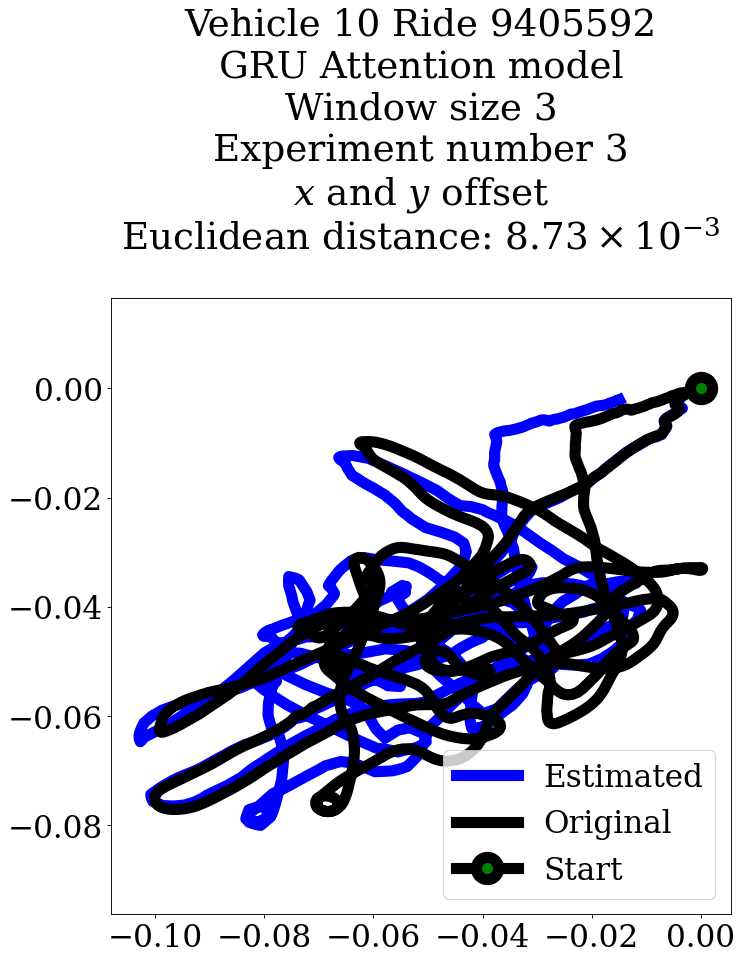 Vehicle 10 Ride 9405592
GRU Attention model
Window size 3
Experiment number 3
x and y offset
Euclidean distance: 8.73 × 10⁻³
0.00
−0.02
−0.04
−0.06
−0.08
Estimated
Original
Start
−0.10 −0.08 −0.06 −0.04 −0.02 0.00